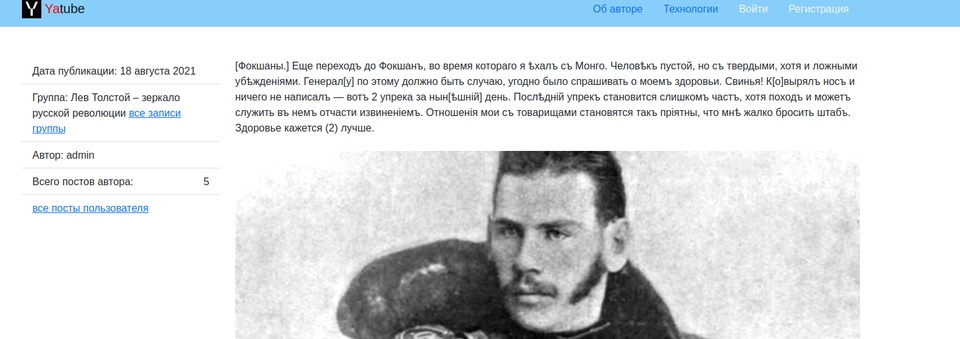 Y Yatube
Об авторе Технологии Войти Регистрация
Дата публикации: 18 августа 2021
Группа: Лев Толстой – зеркало
русской революции все записи
группы
Автор: admin
Всего постов автора: 5
все посты пользователя
[Фокшаны.] Еще переходъ до Фокшанъ, во время котораго я ѣхалъ съ Монго. Человѣкъ пустой, но съ твердыми, хотя и ложными
убѣжденіями. Генерал[у] по этому должно быть случаю, угодно было спрашивать о моемъ здоровьи. Свинья! К[о]вырялъ носъ и
ничего не написалъ — вотъ 2 упрека за нын[ѣшній] день. Послѣдній упрекъ становится слишкомъ частъ, хотя походъ и можетъ
служить въ немъ отчасти извиненіемъ. Отношенія мои съ товарищами становятся такъ пріятны, что мнѣ жалко бросить штабъ.
Здоровье кажется (2) лучше.